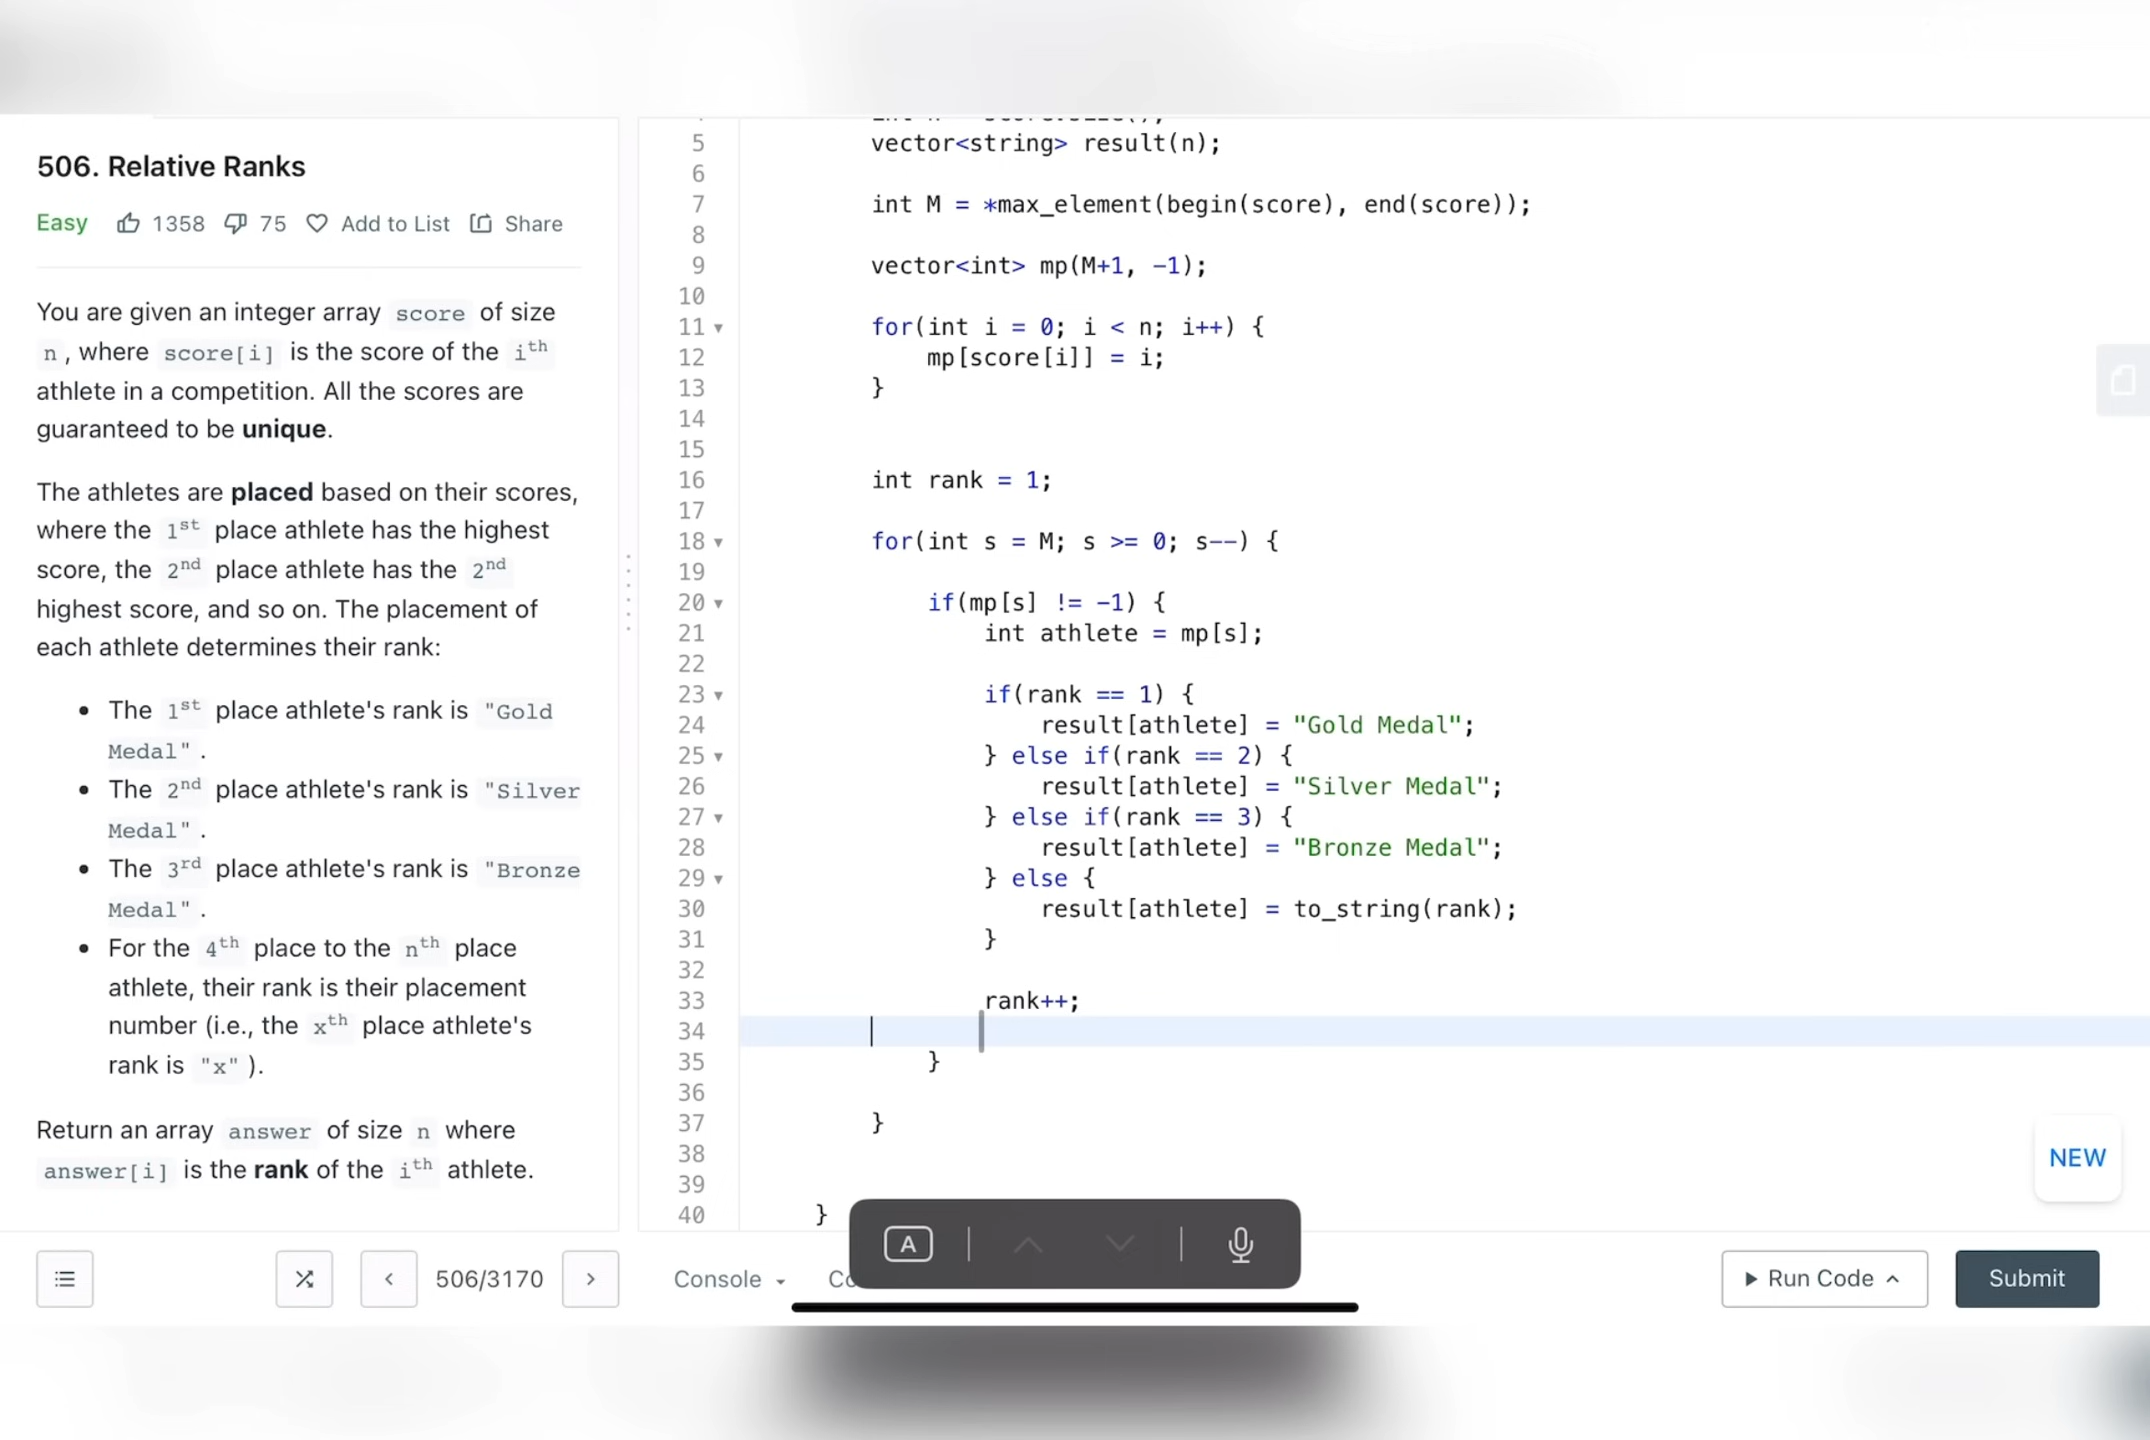 506. Relative Ranks
Easy 1358 75 Add to List Share
You are given an integer array score of size
n , where score[i] is the score of the ith
athlete in a competition. All the scores are
guaranteed to be unique.
The athletes are placed based on their scores,
where the 1st place athlete has the highest
score, the 2nd place athlete has the 2nd
highest score, and so on. The placement of
each athlete determines their rank:
• The 1st place athlete's rank is "Gold
Medal" .
• The 2nd place athlete's rank is "Silver
Medal" .
• The 3rd place athlete's rank is "Bronze
Medal" .
• For the 4th place to the nth place
athlete, their rank is their placement
number (i.e., the xth place athlete's
rank is "x" ).
Return an array answer of size n where
answer[i] is the rank of the ith athlete.
506/3170
5 vector<string> result(n);
6
7 int M = *max_element(begin(score), end(score));
8
9 vector<int> mp(M+1, -1);
10
11 for(int i = 0; i < n; i++) {
12 mp[score[i]] = i;
13 }
14
15
16 int rank = 1;
17
18 for(int s = M; s >= 0; s--) {
19
20 if(mp[s] != -1) {
21 int athlete = mp[s];
22
23 if(rank == 1) {
24 result[athlete] = "Gold Medal";
25 } else if(rank == 2) {
26 result[athlete] = "Silver Medal";
27 } else if(rank == 3) {
28 result[athlete] = "Bronze Medal";
29 } else {
30 result[athlete] = to_string(rank);
31 }
32
33 rank++;
34
35 }
36
37 }
38
39
40 }
NEW
A
Console Co
Run Code
Submit